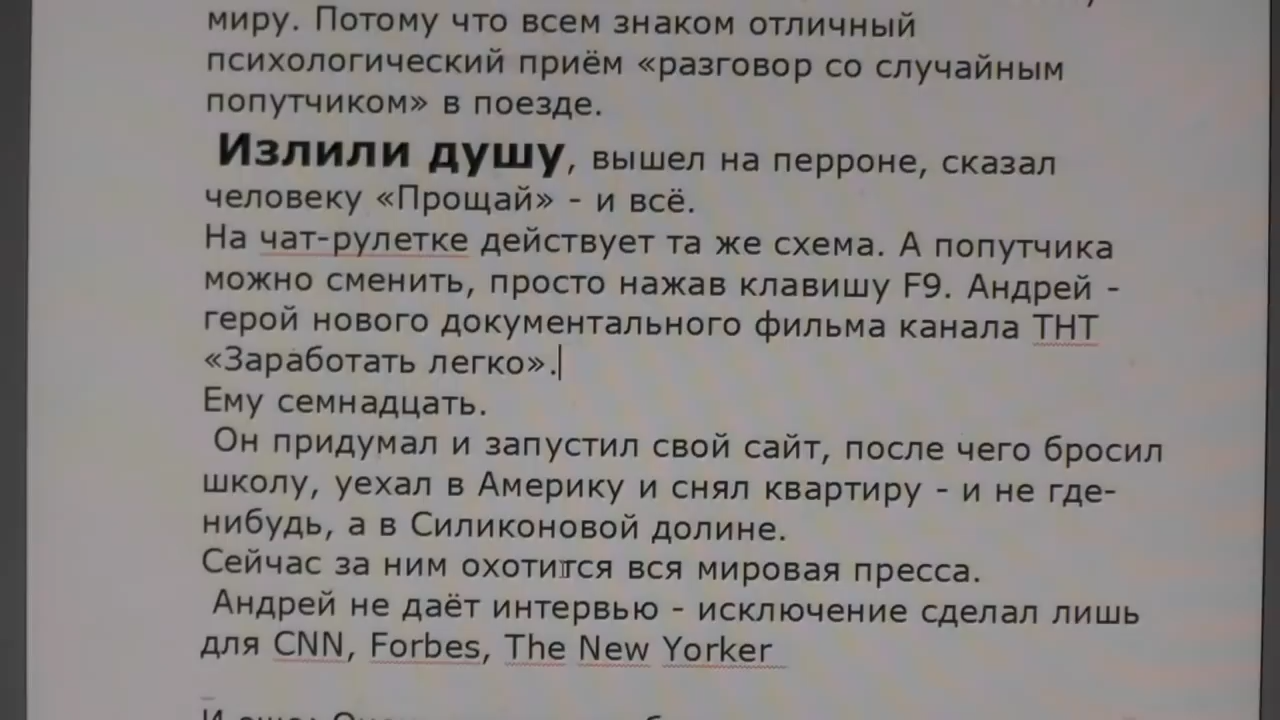 миру. Потому что всем знаком отличный
психологический приём «разговор со случайным
попутчиком» в поезде.
Излили душу, вышел на перроне, сказал
человеку «Прощай» - и всё.
На чат-рулетке действует та же схема. А попутчика
можно сменить, просто нажав клавишу F9. Андрей -
герой нового документального фильма канала ТНТ
«Заработать легко».
Ему семнадцать.
Он придумал и запустил свой сайт, после чего бросил
школу, уехал в Америку и снял квартиру - и не где-
нибудь, а в Силиконовой долине.
Сейчас за ним охотится вся мировая пресса.
Андрей не даёт интервью - исключение сделал лишь
для CNN, Forbes, The New Yorker